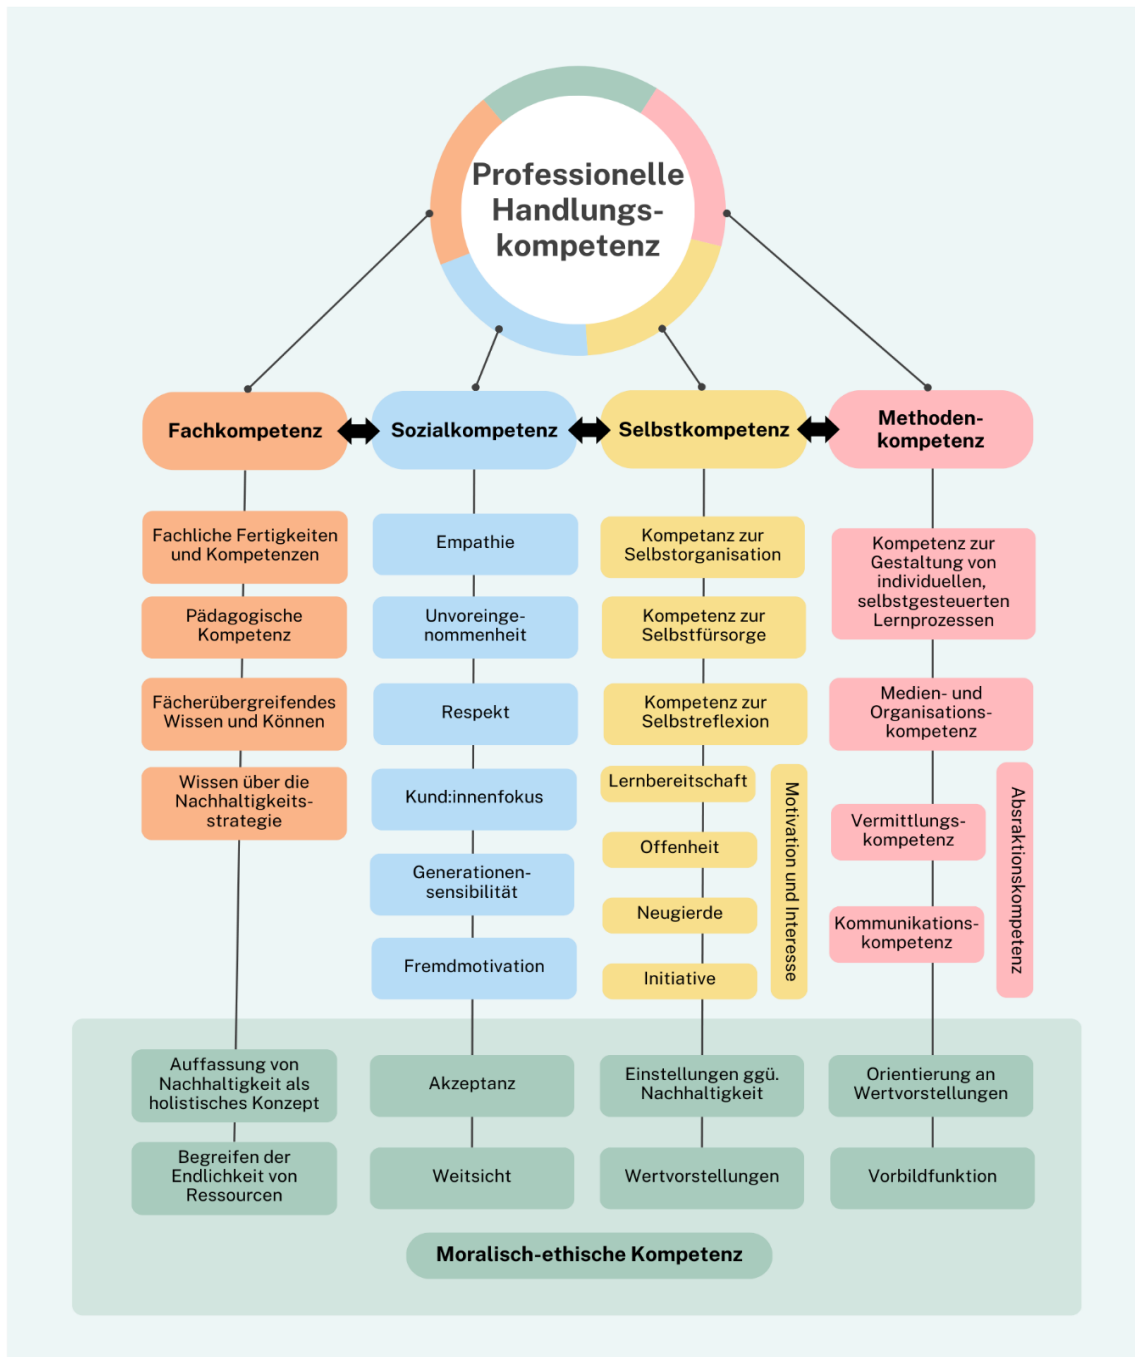 Professionelle
Handlungs-
kompetenz
Fachkompetenz
Sozialkompetenz
Selbstkompetenz
Methoden-
kompetenz
Fachliche Fertigkeiten
und Kompetenzen
Pädagogische
Kompetenz
Fächerübergreifendes
Wissen und Können
Wissen über die
Nachhaltigkeits-
strategie
Empathie
Unvoreinge-
nommenheit
Respekt
Kund:innenfokus
Generationen-
sensibilität
Fremdmotivation
Kompetanz zur
Selbstorganisation
Kompetenz zur
Selbstfürsorge
Kompetenz zur
Selbstreflexion
Lernbereitschaft
Offenheit
Neugierde
Initiative
Motivation und Interesse
Kompetenz zur
Gestaltung von
individuellen,
selbstgesteuerten
Lernprozessen
Medien- und
Organisations-
kompetenz
Vermittlungs-
kompetenz
Kommunikations-
kompetenz
Absraktionskompetenz
Auffassung von
Nachhaltigkeit als
holistisches Konzept
Begreifen der
Endlichkeit von
Ressourcen
Akzeptanz
Weitsicht
Einstellungen ggü.
Nachhaltigkeit
Wertvorstellungen
Orientierung an
Wertvorstellungen
Vorbildfunktion
Moralisch-ethische Kompetenz